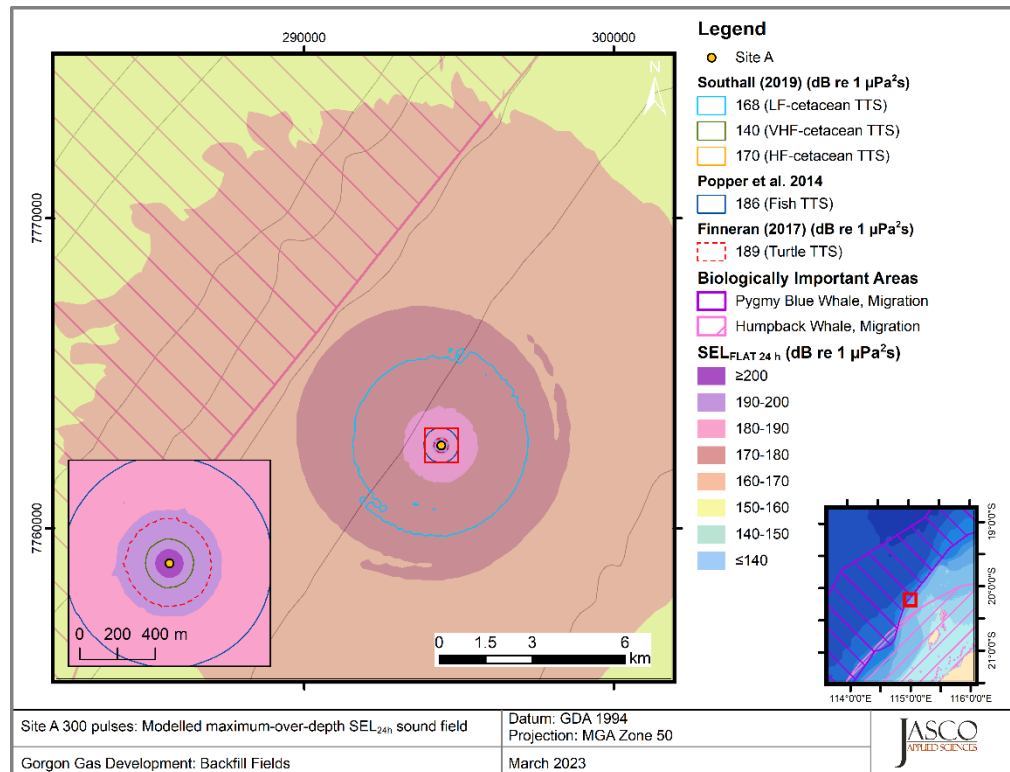 290000
300000
N
7770000
7760000
0 200 400 m
0 1.5 3 6
km
Legend
Site A
Southall (2019) (dB re 1 µPa²s)
168 (LF-cetacean TTS)
140 (VHF-cetacean TTS)
170 (HF-cetacean TTS)
Popper et al. 2014
186 (Fish TTS)
Finneran (2017) (dB re 1 µPa²s)
189 (Turtle TTS)
Biologically Important Areas
Pygmy Blue Whale, Migration
Humpback Whale, Migration
SEL FLAT 24 h (dB re 1 µPa²s)
≥200
190-200
180-190
170-180
160-170
150-160
140-150
≤140
19°0'0"S
20°0'0"S
21°0'0"S
114°0'0"E 115°0'0"E 116°0'0"E
Site A 300 pulses: Modelled maximum-over-depth SEL24h sound field
Datum: GDA 1994
Projection: MGA Zone 50
Gorgon Gas Development: Backfill Fields
March 2023
JASCO
APPLIED SCIENCES